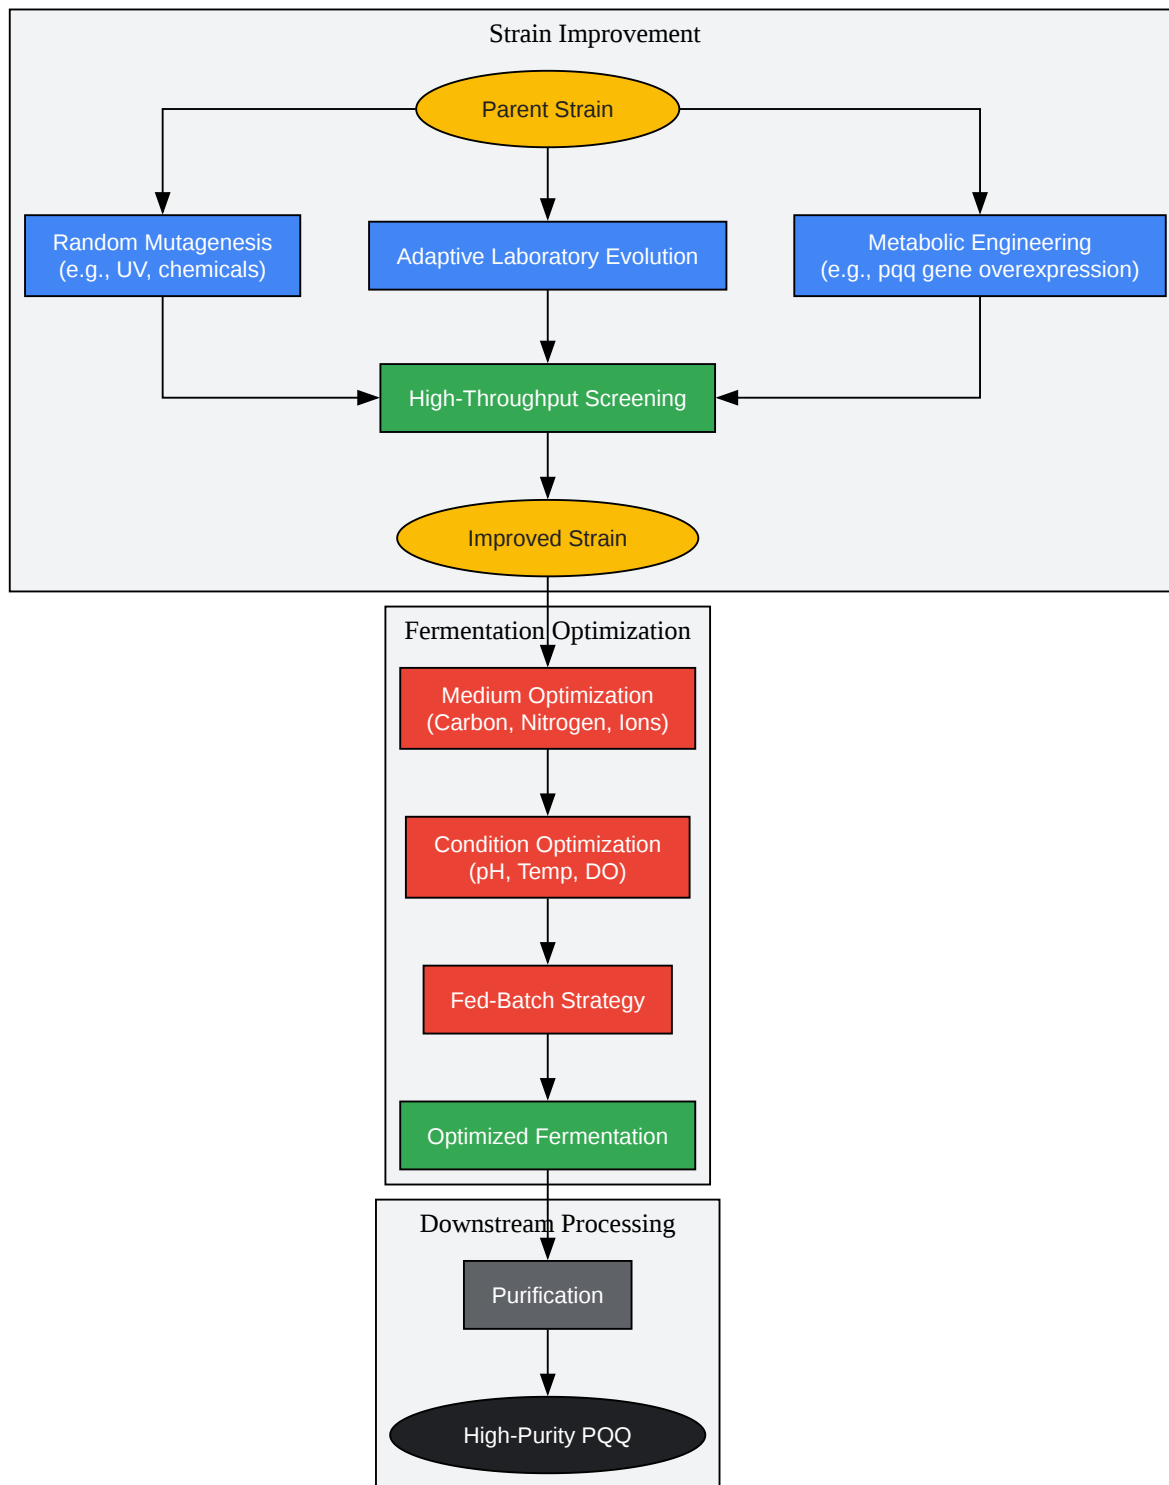 Strain Improvement
Parent Strain
Random Mutagenesis
(e.g., UV, chemicals)
Adaptive Laboratory Evolution
Metabolic Engineering
(e.g., pqq gene overexpression)
High-Throughput Screening
Improved Strain
Fermentation Optimization
Medium Optimization
(Carbon, Nitrogen, Ions)
Condition Optimization
(pH, Temp, DO)
Fed-Batch Strategy
Optimized Fermentation
Downstream Processing
Purification
High-Purity PQQ